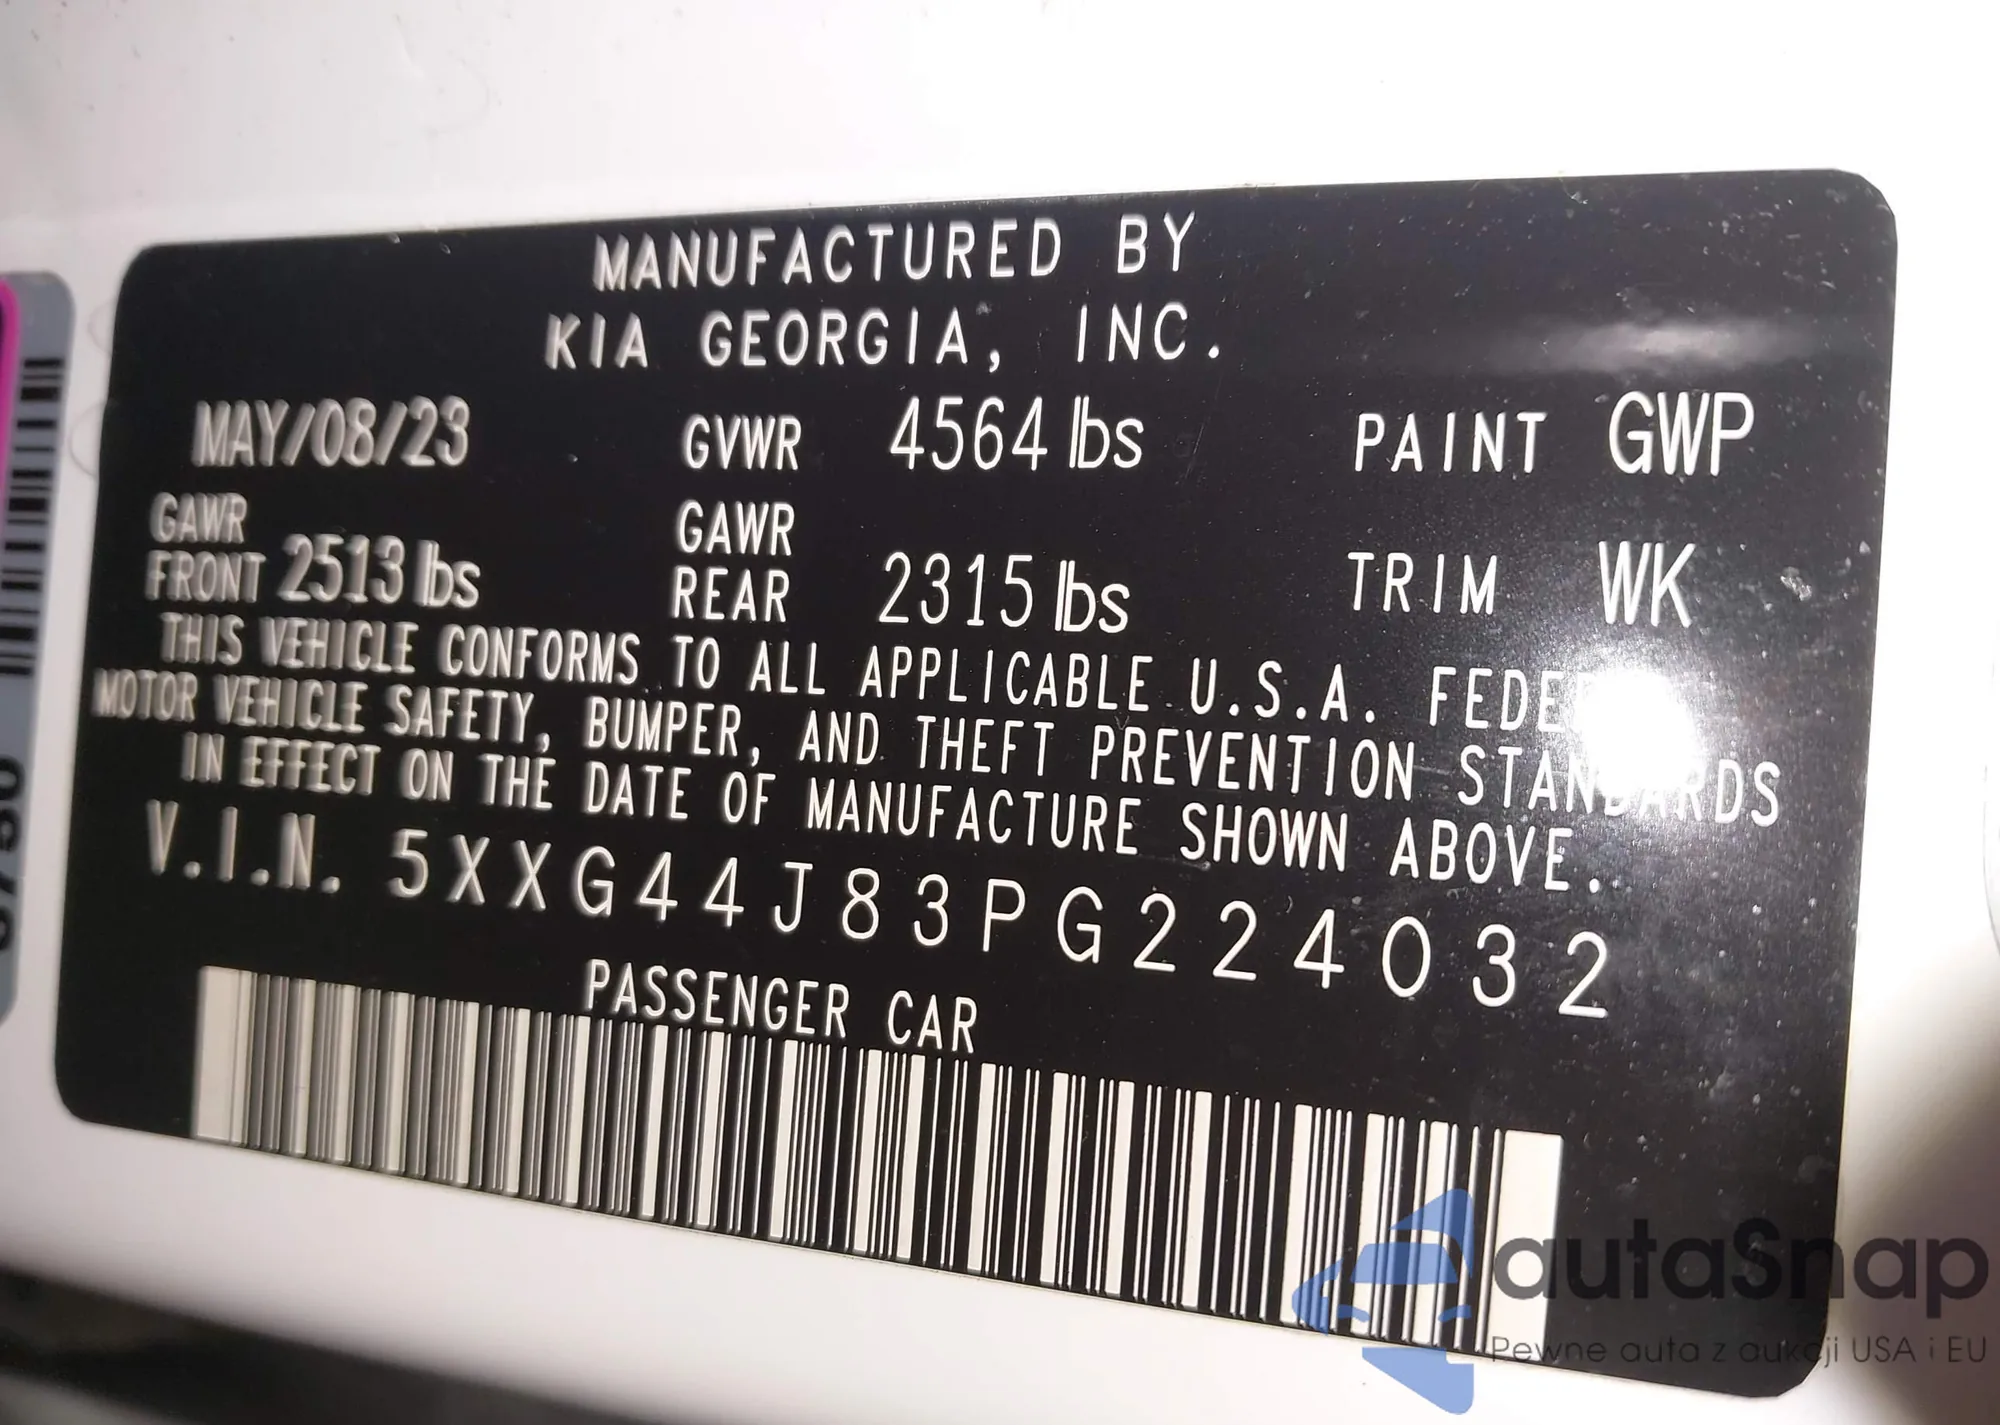 MANUFACTURED BY
KIA GEORGIA, INC.
MAY/08/23 GVWR 4564 lbs PAINT GWP
GAWR FRONT 2513 lbs GAWR REAR 2315 lbs TRIM WK
THIS VEHICLE CONFORMS TO ALL APPLICABLE U.S.A.
MOTOR VEHICLE SAFETY, BUMPER, AND THEFT PREVENTION STANDARDS
IN EFFECT ON THE DATE OF MANUFACTURE SHOWN ABOVE.
V.I.N. 5XXG44J83PG224032
PASSENGER CAR
autaSnap
Pewne auta z aukcji USA i EU